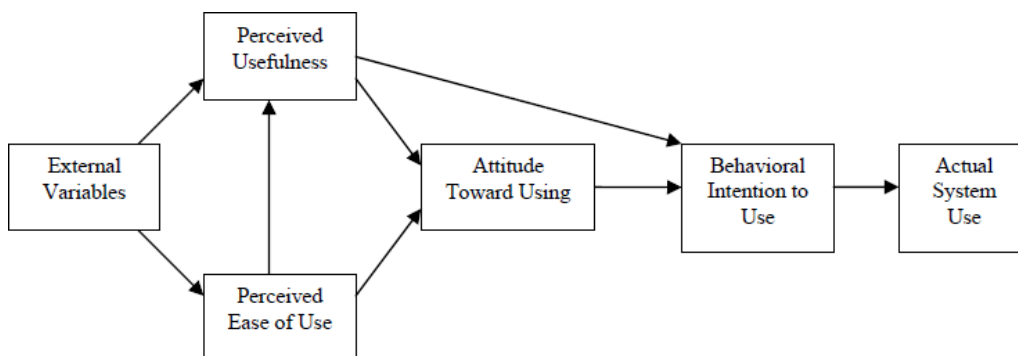 Perceived
Usefulness
External
Variables
Attitude
Toward Using
Behavioral
Intention to
Use
Actual
System
Use
Perceived
Ease of Use